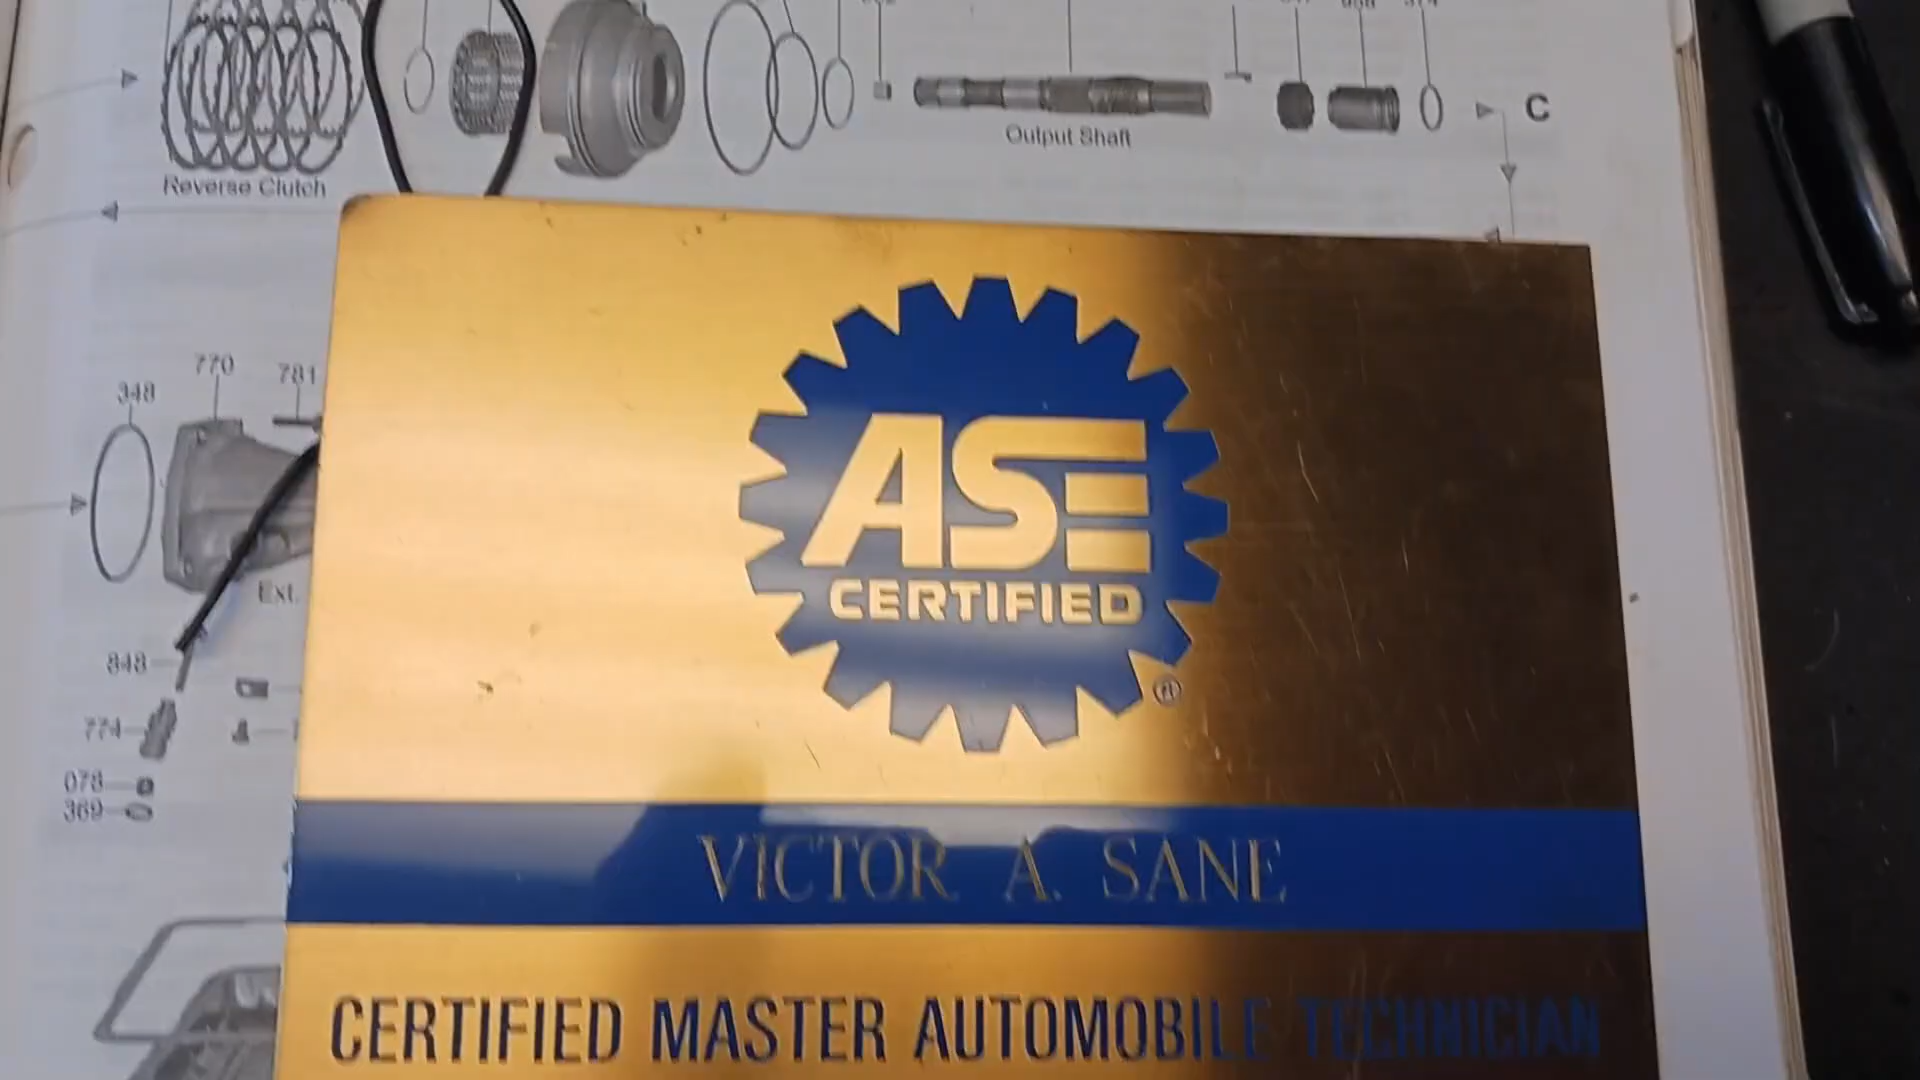 C
Output Shaft
Reverse Clutch
770
781
348
Ext.
848
774
078
369
ASE
CERTIFIED
®
VICTOR A. SANE
CERTIFIED MASTER AUTOMOBILE TECHNICIAN